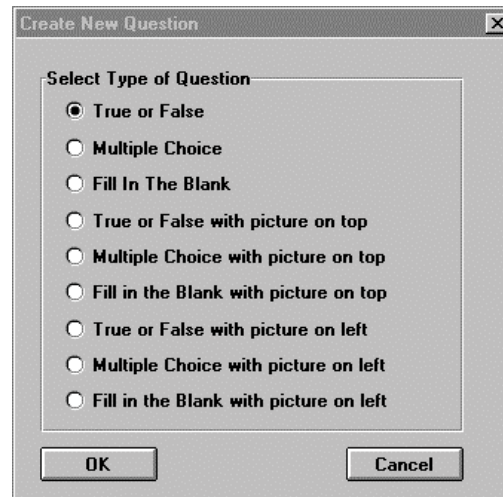 Create New Question
Select Type of Question
True or False
Multiple Choice
Fill In The Blank
True or False with picture on top
Multiple Choice with picture on top
Fill in the Blank with picture on top
True or False with picture on left
Multiple Choice with picture on left
Fill in the Blank with picture on left
OK Cancel